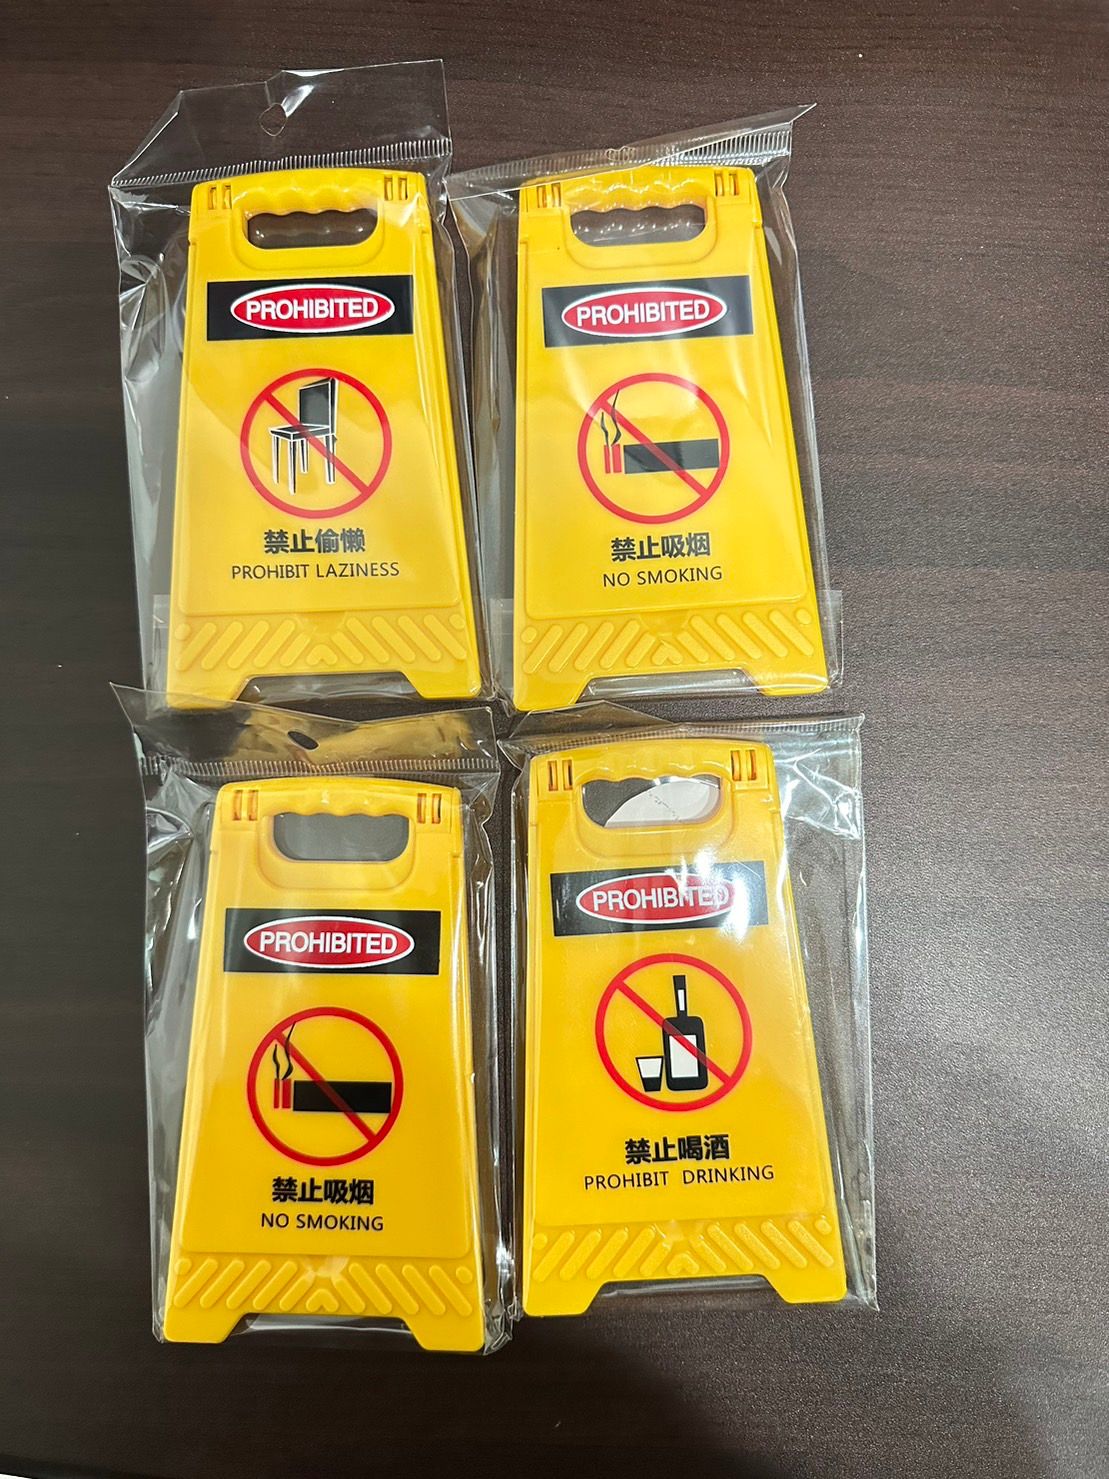 PROHIBITED
禁止偷懒
PROHIBIT LAZINESS
PROHIBITED
禁止吸烟
NO SMOKING
PROHIBITED
禁止吸烟
NO SMOKING
PROHIBITED
禁止喝酒
PROHIBIT DRINKING